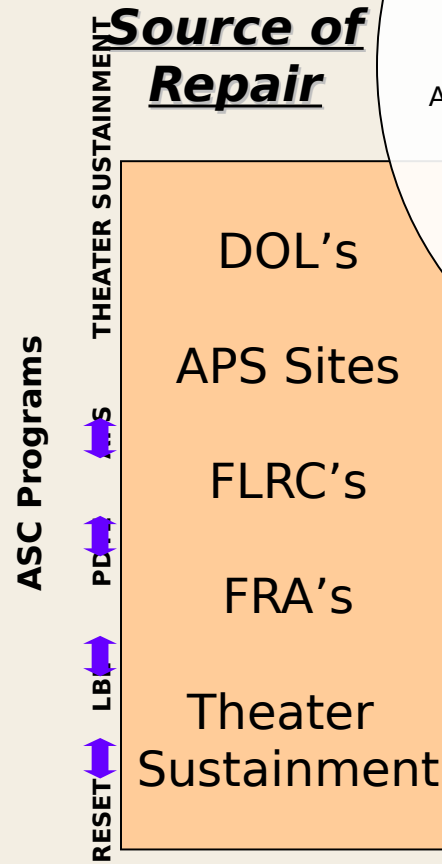 Source of
Repair
A
DOL’s
APS Sites
FLRC’s
FRA’s
Theater
Sustainment
ASC Programs
THEATER SUSTAINMENT
RESET